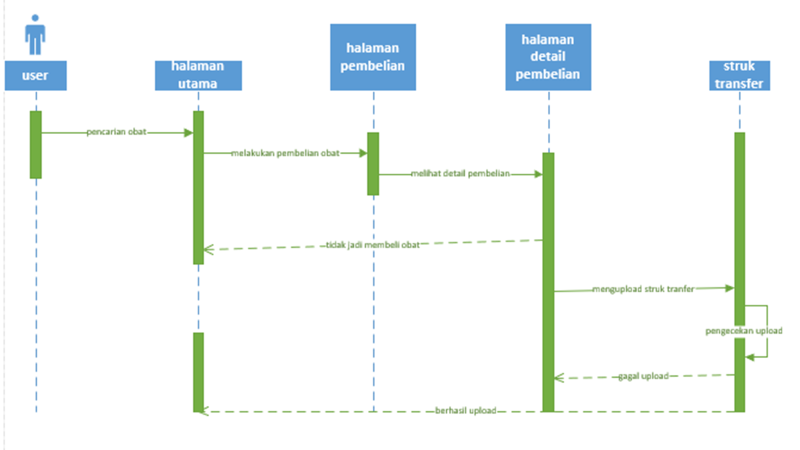 user
halaman
utama
halaman
pembelian
halaman
detail
pembelian
struk
transfer
pencarian obat
melakukan pembelian obat
melihat detail pembelian
tidak jadi membeli obat
mengupload struk tranfer
pengecekan upload
gagal upload
berhasil upload